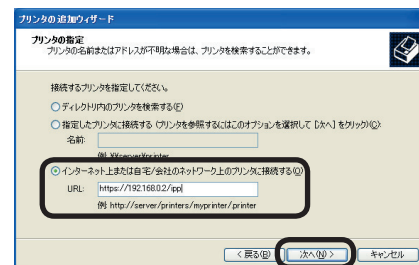 プリンタの追加ウィザード
プリンタの指定
プリンタの名前またはアドレスが不明な場合は、プリンタを検索することができます。
接続するプリンタを指定してください。
ディレクトリ内のプリンタを検索する(F)
指定したプリンタに接続する (プリンタを参照するにはこのオプションを選択して [次へ] をクリック)(C):
名前:
例: ¥¥server¥printer
インターネット上または自宅/会社のネットワーク上のプリンタに接続する(O):
URL: https://192.168.0.2/ipp
例: http://server/printers/myprinter/printer
< 戻る(B) 次へ(N) > キャンセル